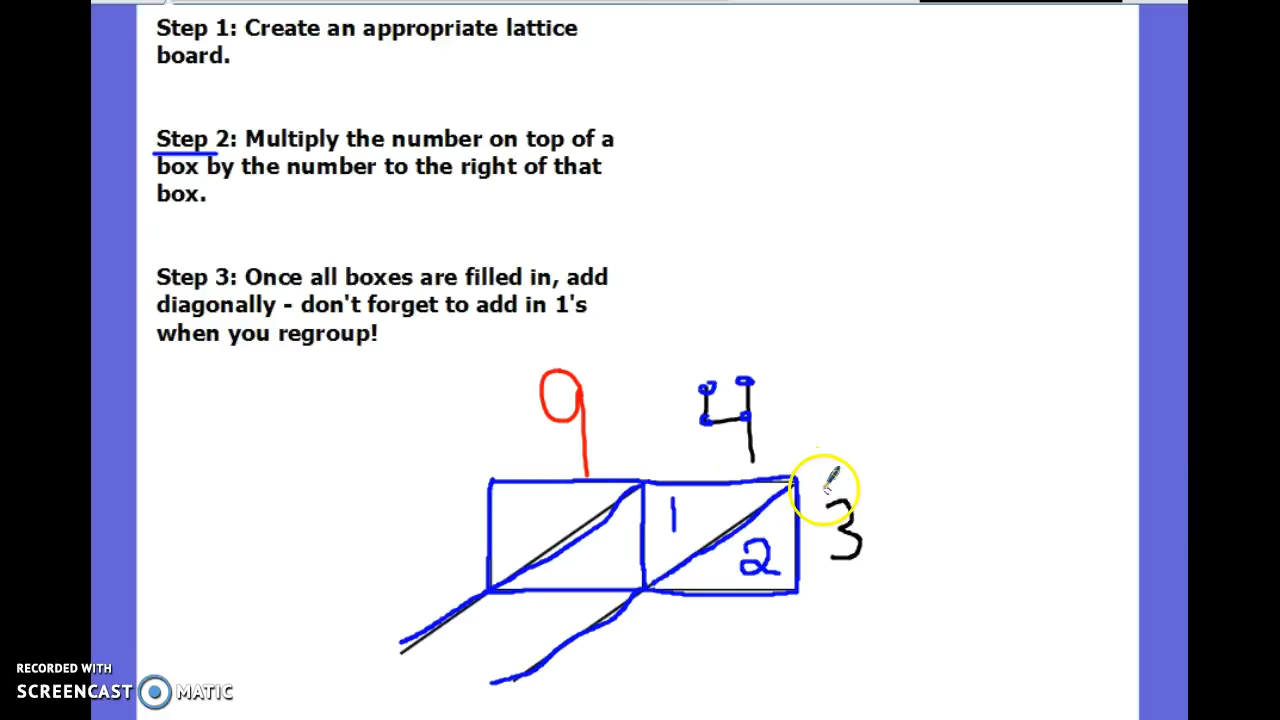 Step 1: Create an appropriate lattice
board.
Step 2: Multiply the number on top of a
box by the number to the right of that
box.
Step 3: Once all boxes are filled in, add
diagonally - don't forget to add in 1's
when you regroup!
9 4
1
2
3
RECORDED WITH
SCREENCAST MATIC